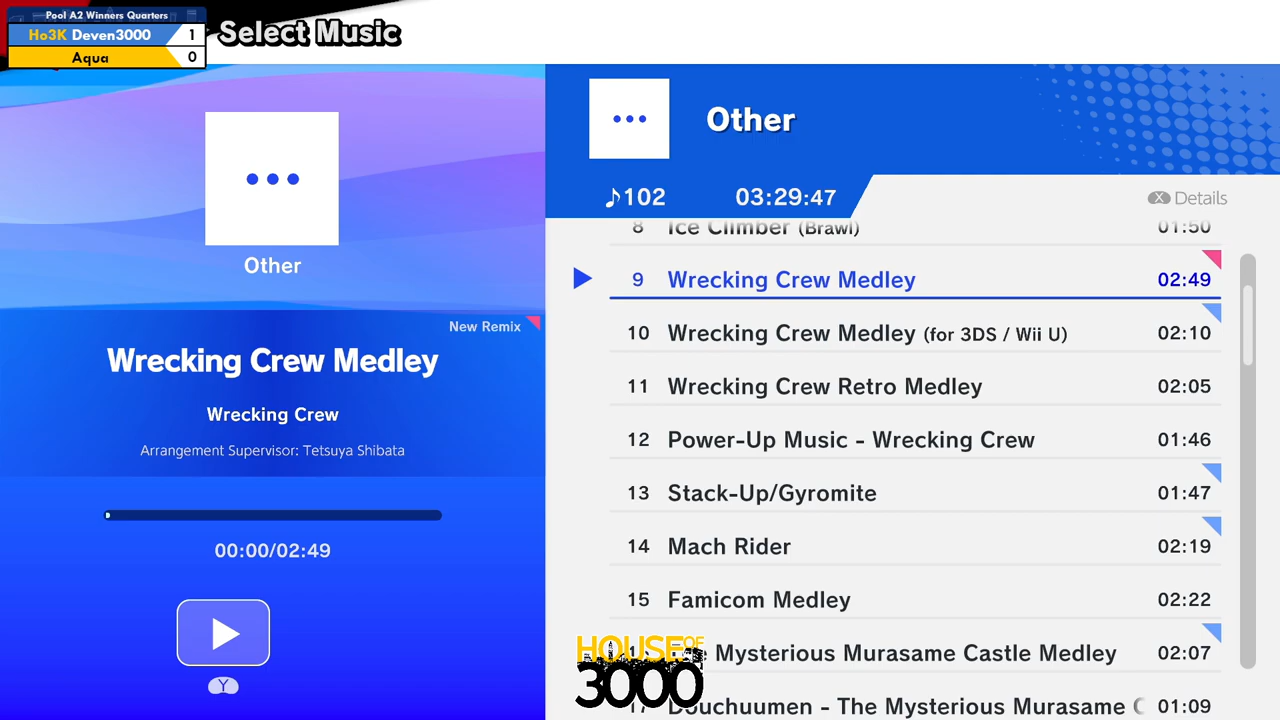 Pool A2 Winners Quarters
Ho3K Deven3000 1
Aqua 0
Select Music
Other
Other
♪102 03:29:47
X Details
8 Ice Climber (Brawl) 01:50
9 Wrecking Crew Medley 02:49
10 Wrecking Crew Medley (for 3DS / Wii U) 02:10
11 Wrecking Crew Retro Medley 02:05
12 Power-Up Music - Wrecking Crew 01:46
13 Stack-Up/Gyromite 01:47
14 Mach Rider 02:19
15 Famicom Medley 02:22
Mysterious Murasame Castle Medley 02:07
Douchuumen - The Mysterious Murasame 01:09
New Remix
Wrecking Crew Medley
Wrecking Crew
Arrangement Supervisor: Tetsuya Shibata
00:00/02:49
Y
HOUSE OF
3000